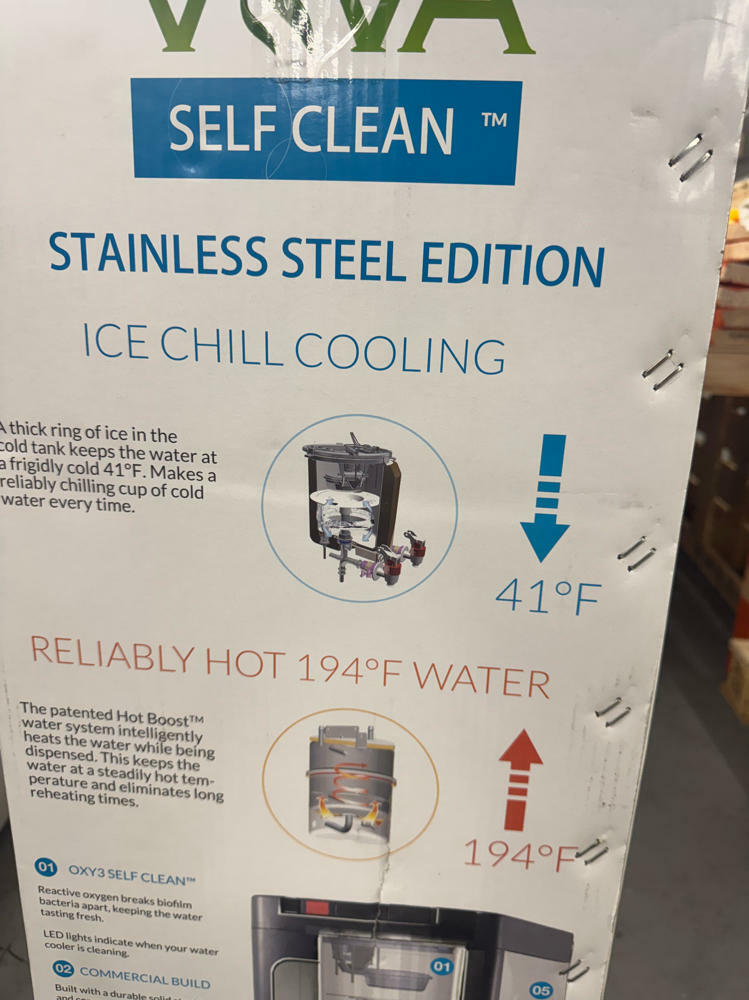 SELF CLEAN ™
STAINLESS STEEL EDITION
ICE CHILL COOLING
A thick ring of ice in the
cold tank keeps the water at
a frigidly cold 41°F. Makes a
reliably chilling cup of cold
water every time.
41°F
RELIABLY HOT 194°F WATER
The patented Hot Boost™
water system intelligently
heats the water while being
dispensed. This keeps the
water at a steadily hot tem-
perature and eliminates long
reheating times.
194°F
01 OXY3 SELF CLEAN™
Reactive oxygen breaks biofilm
bacteria apart, keeping the water
tasting fresh.
LED lights indicate when your water
cooler is cleaning.
02 COMMERCIAL BUILD
Built with a durable solid
and
01
05